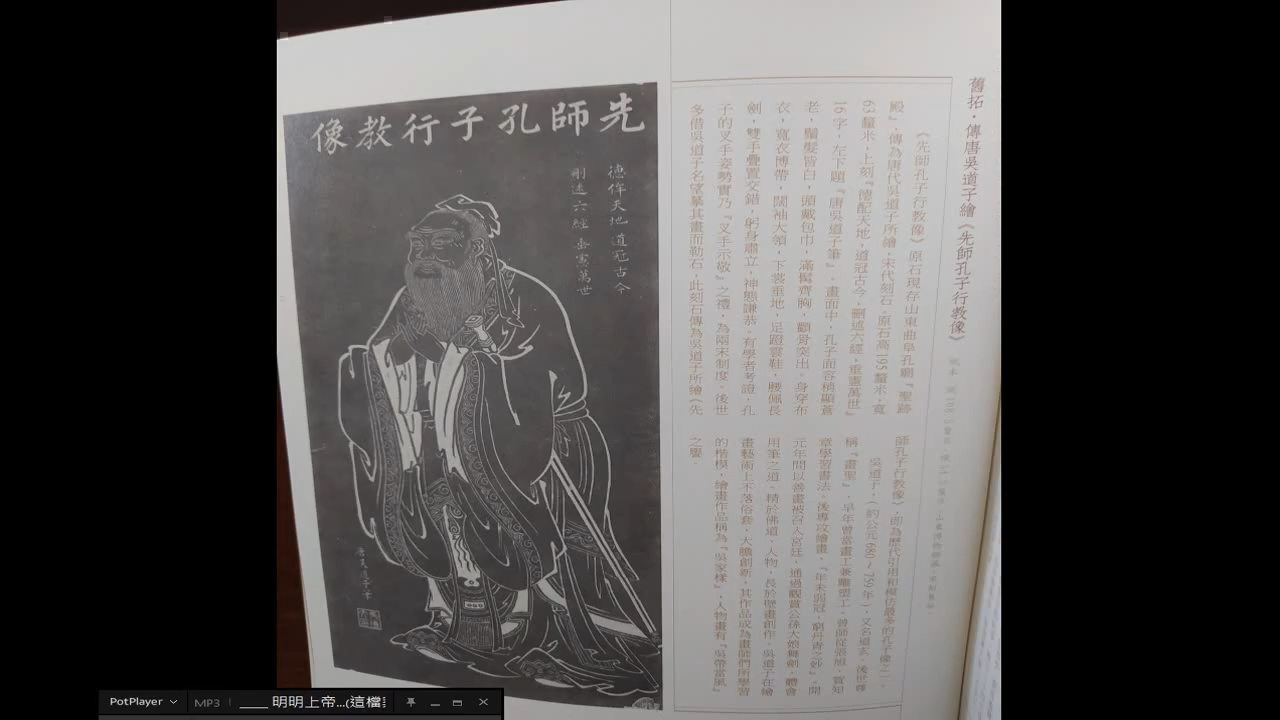 舊拓．傳唐吳道子繪《先師孔子行教像》
《先師孔子行教像》原石現存山東曲阜孔廟『聖跡
殿』，傳為唐代吳道子所繪，宋代刻石，原石高195釐米，寬
63釐米，上刻『德配天地，道冠古今，刪述六經，垂憲萬世』
16字，左下題『唐吳道子筆』。畫面中，孔子面容稍顯蒼
老，鬚髮皆白，頭戴包巾，滿鬍齊胸，顴骨突出。身穿布
衣，寬衣博帶，闊袖大領，下裳垂地，足蹬雲鞋，腰佩長
劍，雙手疊置交錯，躬身肅立，神態謙恭。有學者考證，孔
子的叉手姿勢實乃『叉手示敬』之禮，為兩宋制度。後世
多借吳道子名望摹其畫而勒石，此刻石傳為吳道子所繪《先
師孔子行教像》，即為歷代引用和模仿最多的孔子像之一。
吳道子，（約公元680～759年），又名道玄。後世尊
稱『畫聖』，早年曾當畫工兼雕塑工，曾師從張旭、賀知
章學習書法。後專攻繪畫，『年未弱冠，窮丹青之妙』。開
元年間以善畫被召入宮廷，通過觀賞公孫大娘舞劍，體會
用筆之道。精於佛道、人物，長於壁畫創作。吳道子在繪
畫藝術上不落俗套，大膽創新，其作品成為畫師們所學習
的楷模，繪畫作品稱為『吳家樣』，人物畫有『吳帶當風』
之譽。
先師孔子行教像
德侔天地 道冠古今
刪述六經 垂憲萬世
唐吳道子筆
PotPlayer MP3 ____ 明明上帝...(這檔